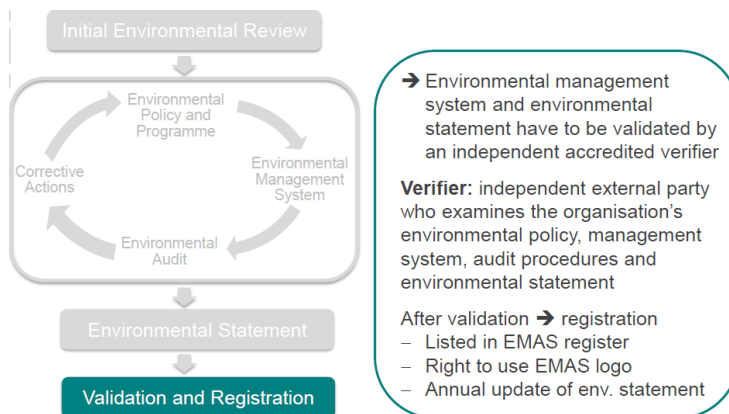 Initial Environmental Review
Environmental
Policy and
Programme
Corrective
Actions
Environmental
Management
System
Environmental
Audit
Environmental Statement
Validation and Registration
➔ Environmental management
system and environmental
statement have to be validated by
an independent accredited verifier
Verifier: independent external party
who examines the organisation's
environmental policy, management
system, audit procedures and
environmental statement
After validation ➔ registration
– Listed in EMAS register
– Right to use EMAS logo
– Annual update of env. statement